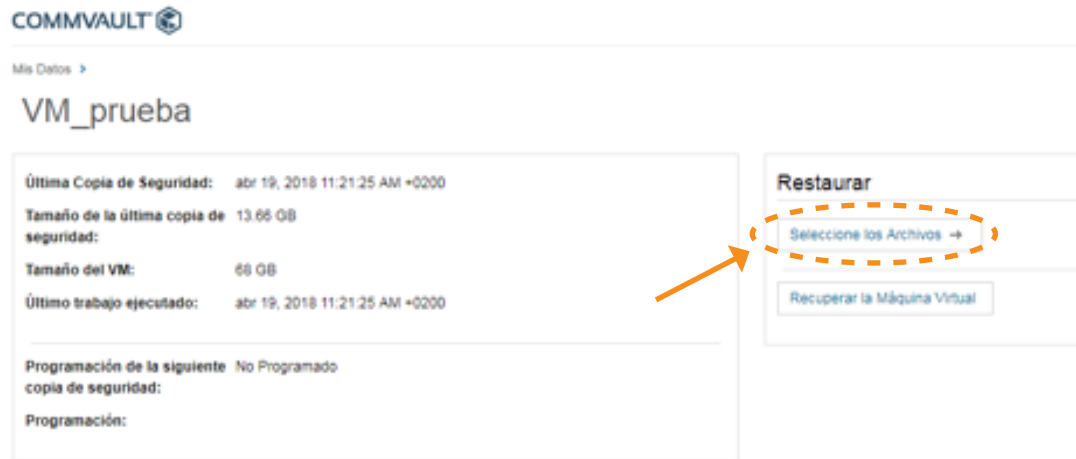 COMMVAULT
Mis Datos >
VM_prueba
Última Copia de Seguridad: abr 19, 2018 11:21:25 AM +0200
Tamaño de la última copia de 13.66 GB
seguridad:
Tamaño del VM: 68 GB
Último trabajo ejecutado: abr 19, 2018 11:21:25 AM +0200
Programación de la siguiente No Programado
copia de seguridad:
Programación:
Restaurar
Seleccione los Archivos →
Recuperar la Máquina Virtual